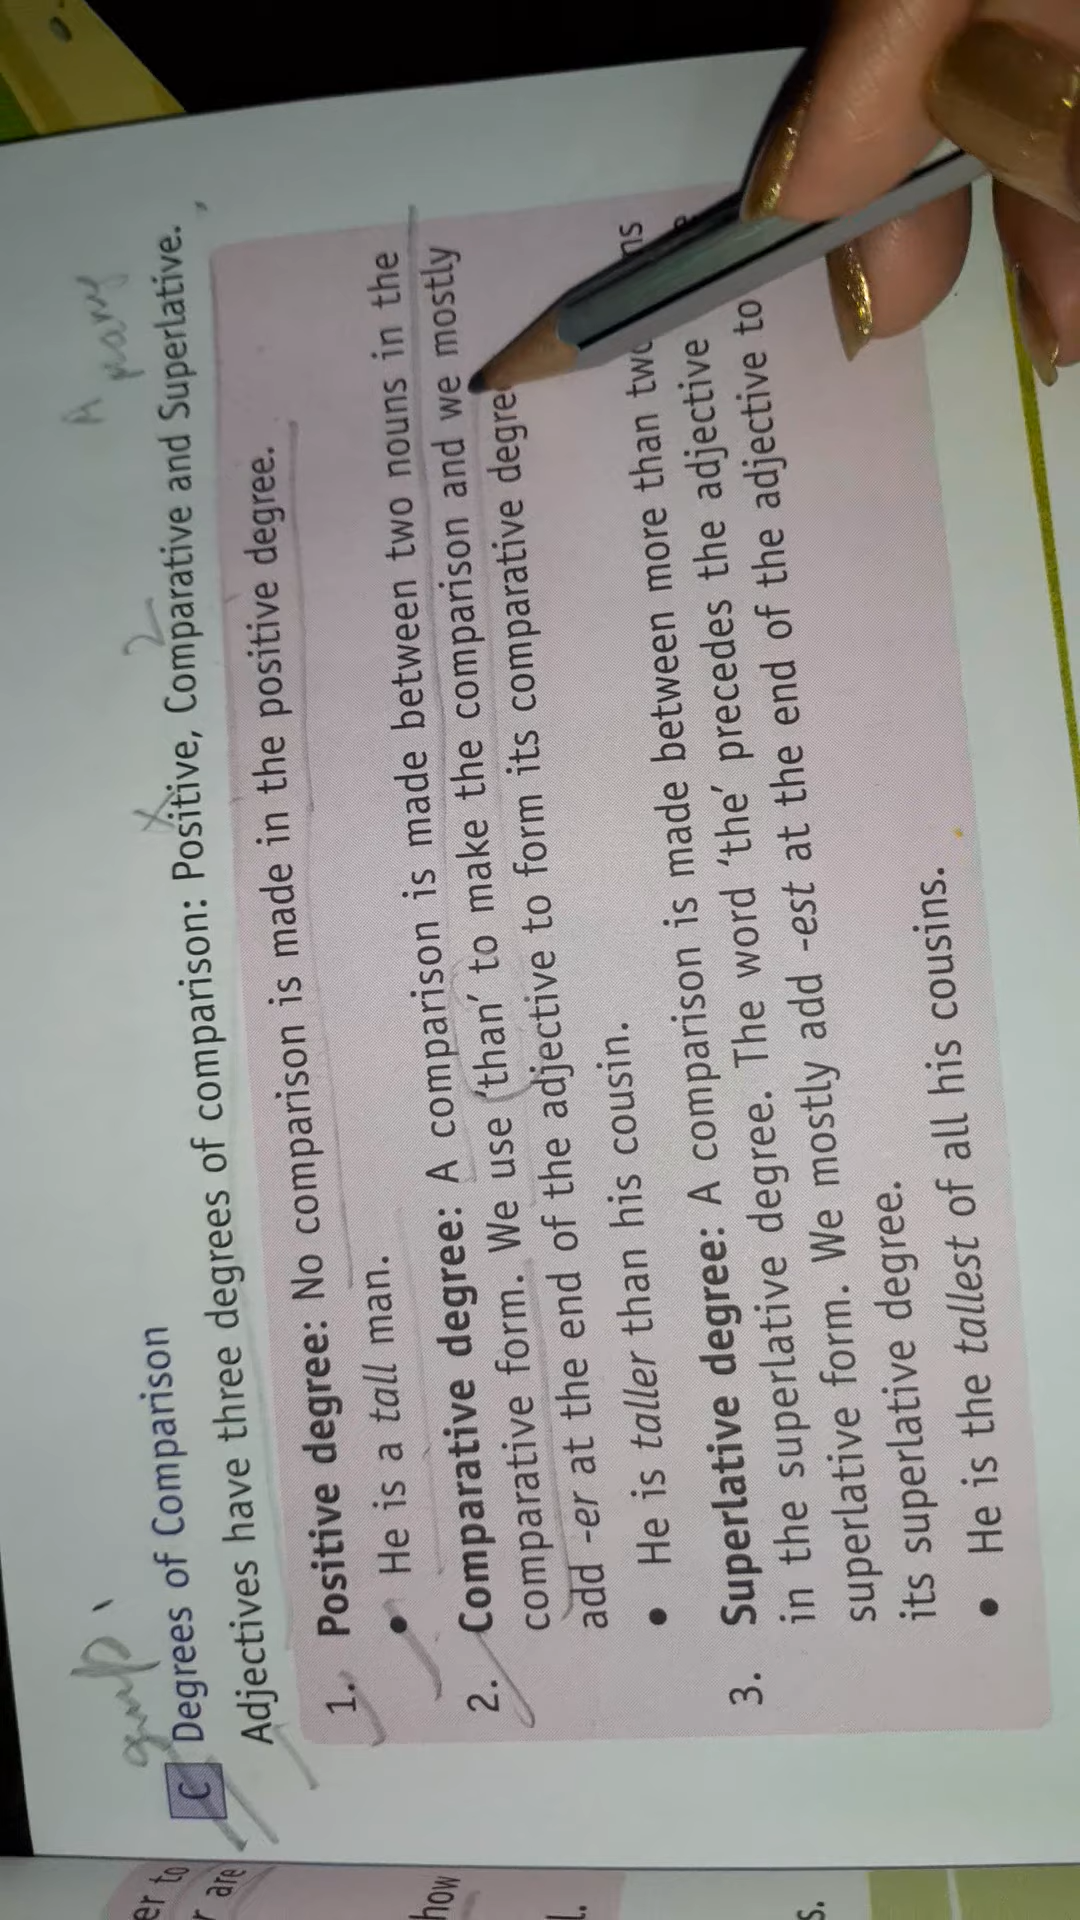 C Degrees of Comparison
Adjectives have three degrees of comparison: Positive, Comparative and Superlative.
1. Positive degree: No comparison is made in the positive degree.
• He is a tall man.
2. Comparative degree: A comparison is made between two nouns in the
comparative form. We use 'than' to make the comparison and we mostly
add -er at the end of the adjective to form its comparative
• He is taller than his cousin.
3. Superlative degree: A comparison is made between more than
in the superlative degree. The word 'the' precedes the adjective
superlative form. We mostly add -est at the end of the adjective to
its superlative degree.
• He is the tallest of all his cousins.
er to
are
how
l.
s.